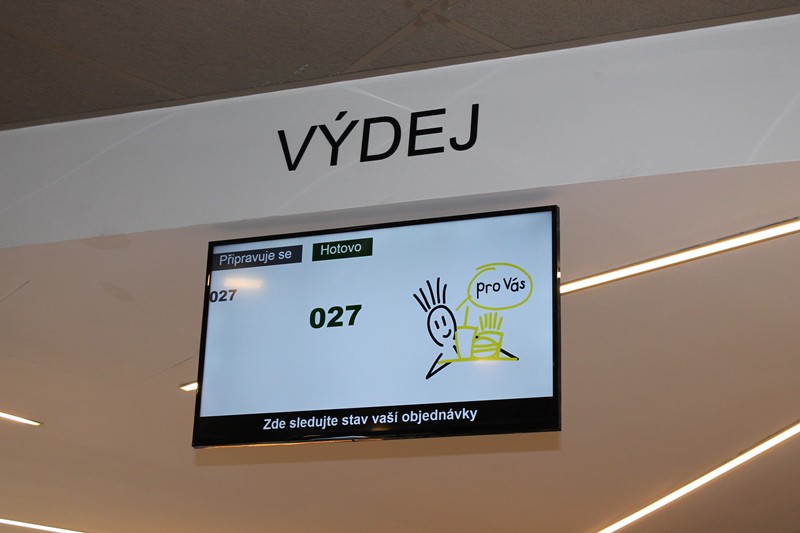 VÝDEJ
Připravuje se
Hotovo
027
027
pro Vás
Zde sledujte stav vaší objednávky